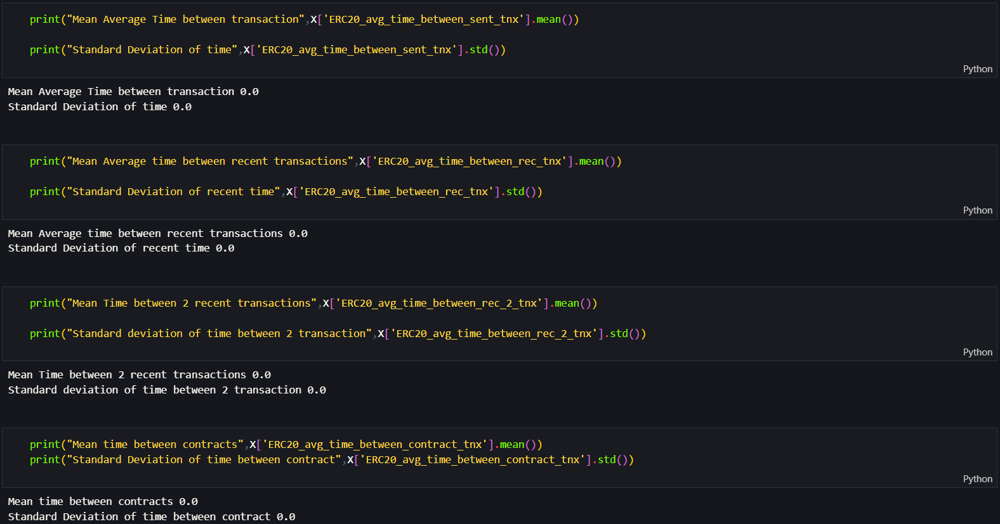 print("Mean Average Time between transaction",X['ERC20_avg_time_between_sent_tnx'].mean())
print("Standard Deviation of time",X['ERC20_avg_time_between_sent_tnx'].std())
Python
Mean Average Time between transaction 0.0
Standard Deviation of time 0.0
print("Mean Average time between recent transactions",X['ERC20_avg_time_between_rec_tnx'].mean())
print("Standard Deviation of recent time",X['ERC20_avg_time_between_rec_tnx'].std())
Python
Mean Average time between recent transactions 0.0
Standard Deviation of recent time 0.0
print("Mean Time between 2 recent transactions",X['ERC20_avg_time_between_rec_2_tnx'].mean())
print("Standard deviation of time between 2 transaction",X['ERC20_avg_time_between_rec_2_tnx'].std())
Python
Mean Time between 2 recent transactions 0.0
Standard deviation of time between 2 transaction 0.0
print("Mean time between contracts",X['ERC20_avg_time_between_contract_tnx'].mean())
print("Standard Deviation of time between contract",X['ERC20_avg_time_between_contract_tnx'].std())
Python
Mean time between contracts 0.0
Standard Deviation of time between contract 0.0